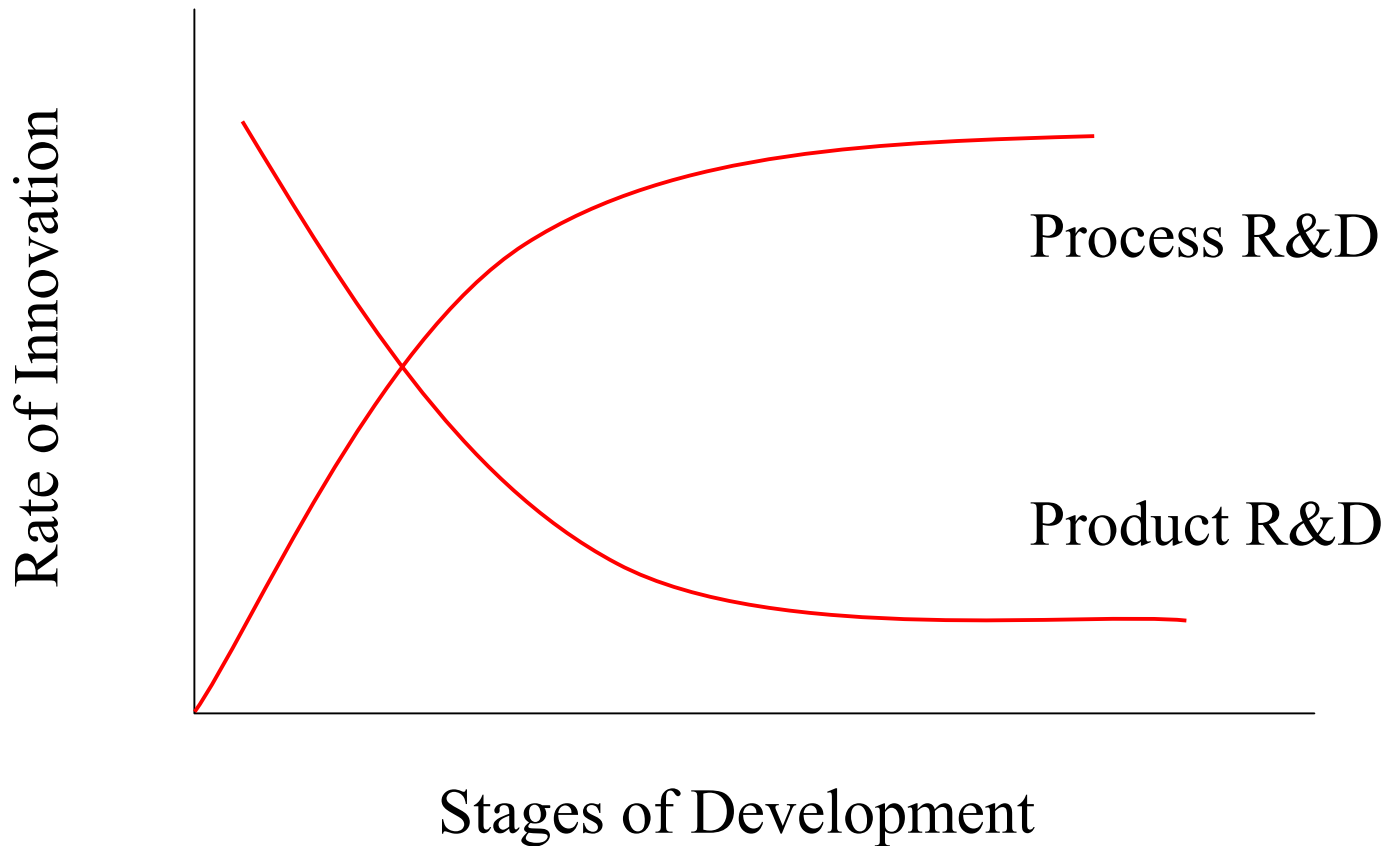 Rate of Innovation
Process R&D
Product R&D
Stages of Development